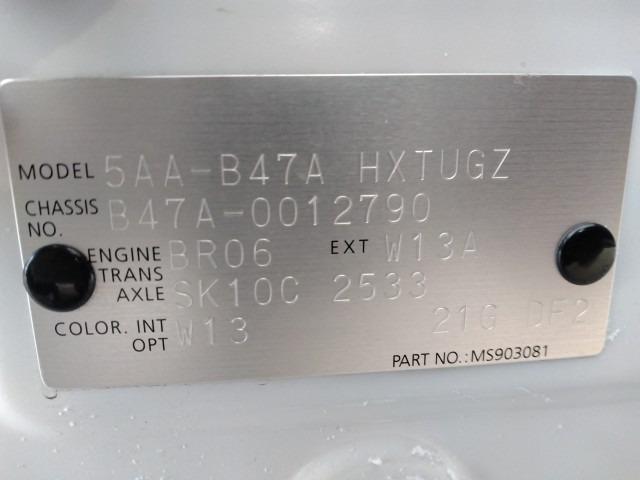 MODEL 5AA-B47A HXTUGZ
CHASSIS NO. B47A-0012790
ENGINE BR06 EXT W13A
TRANS AXLE SK10C 2533
COLOR. INT OPT W13 21G DF2
PART NO.:MS903081